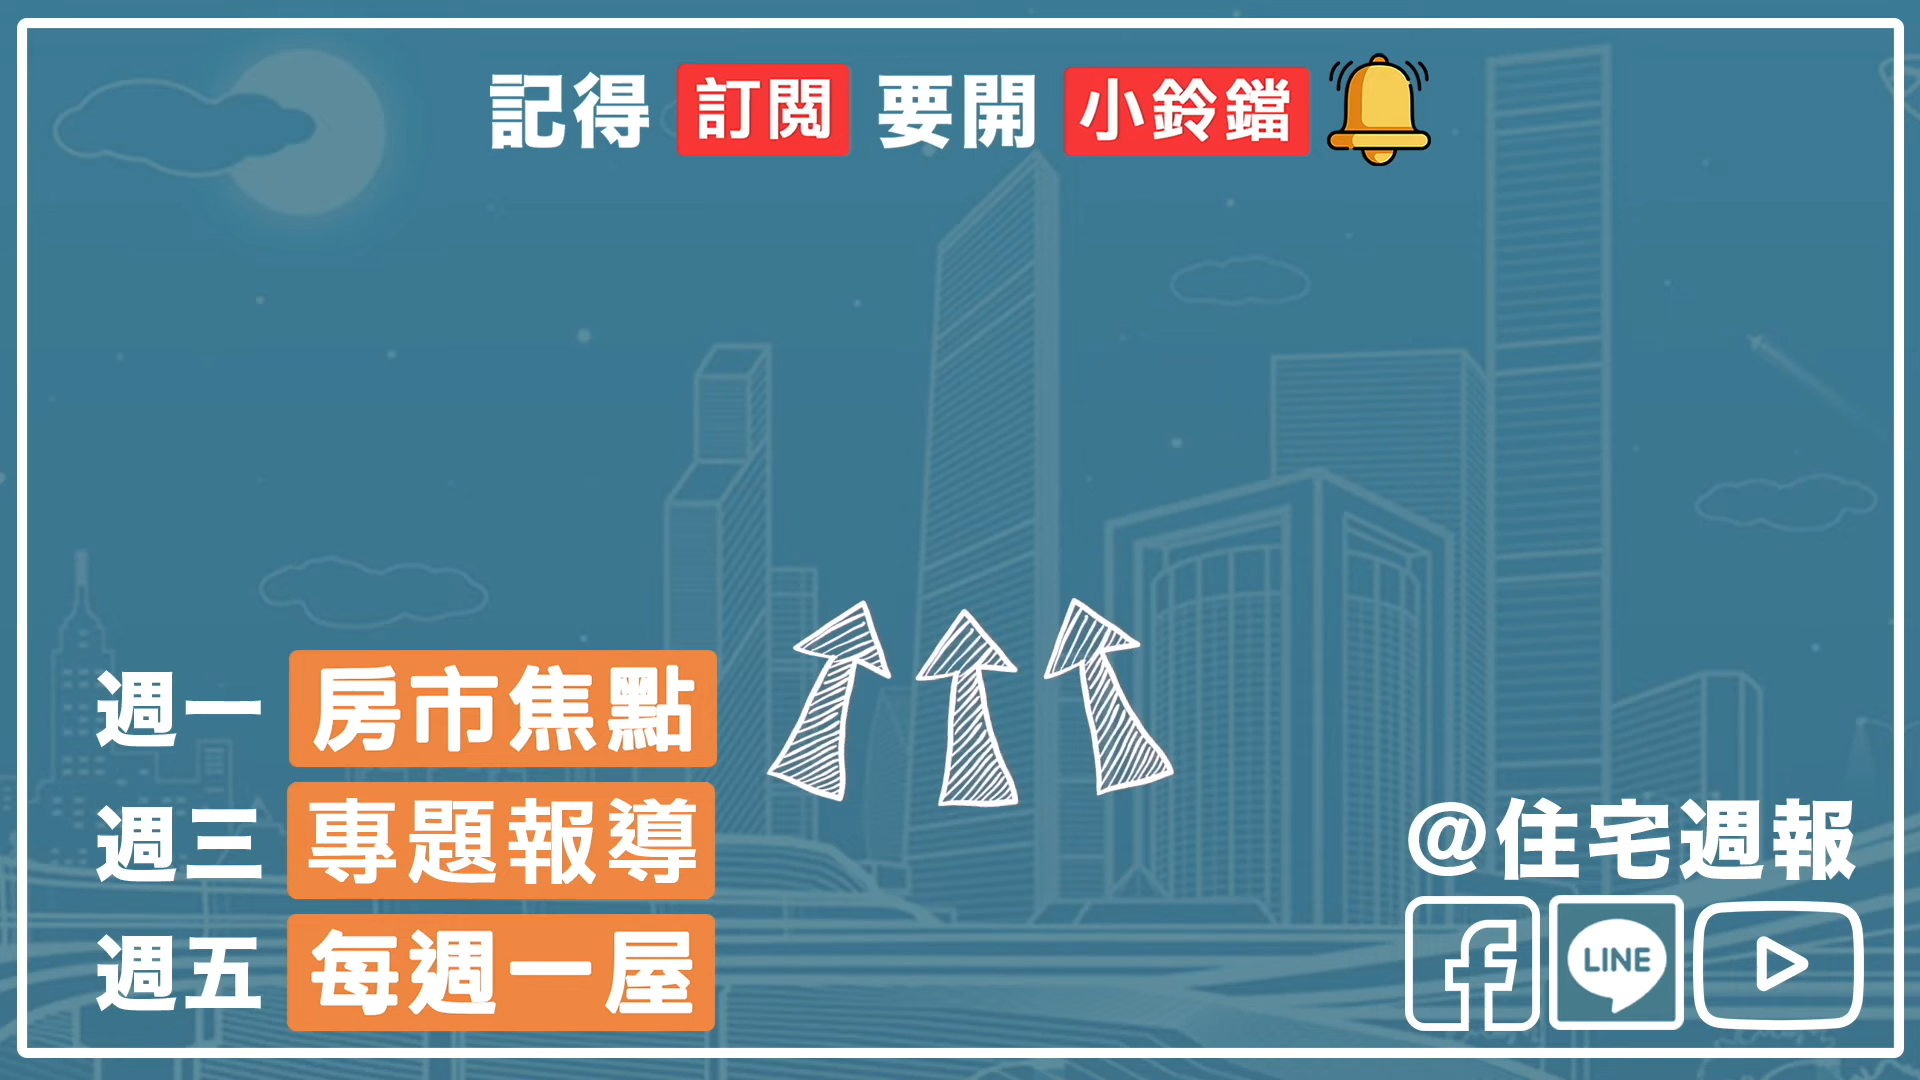 記得 訂閱 要開 小鈴鐺
週一 房市焦點
週三 專題報導
週五 每週一屋
@住宅週報
LINE